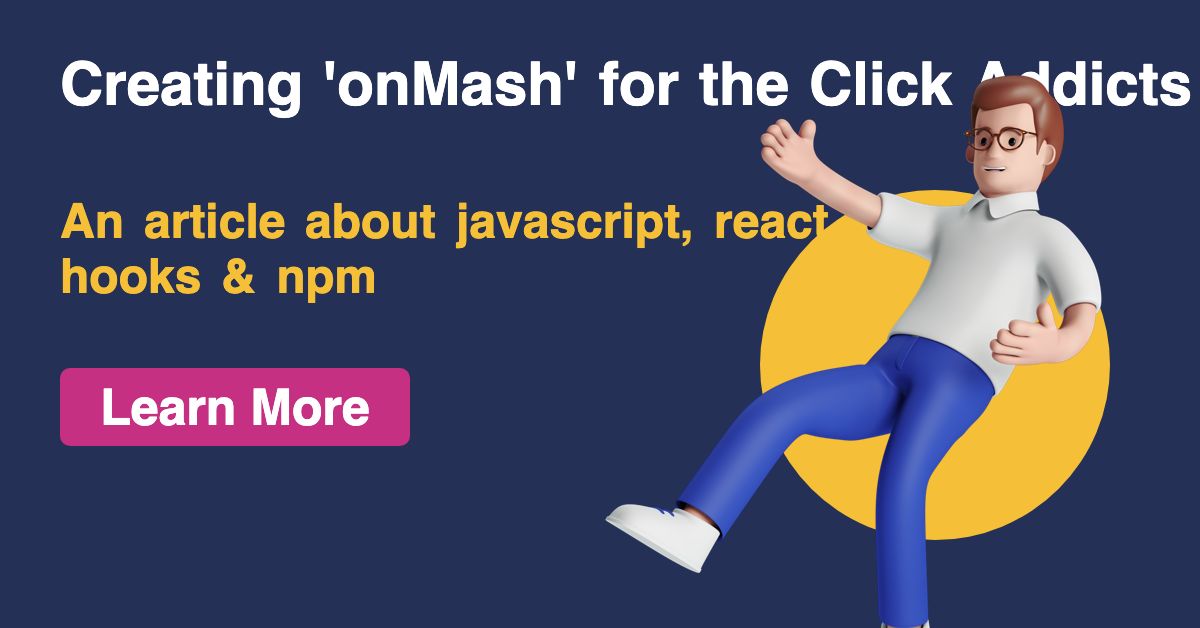 Creating 'onMash' for the Click Addicts
An article about javascript, react
hooks & npm
Learn More